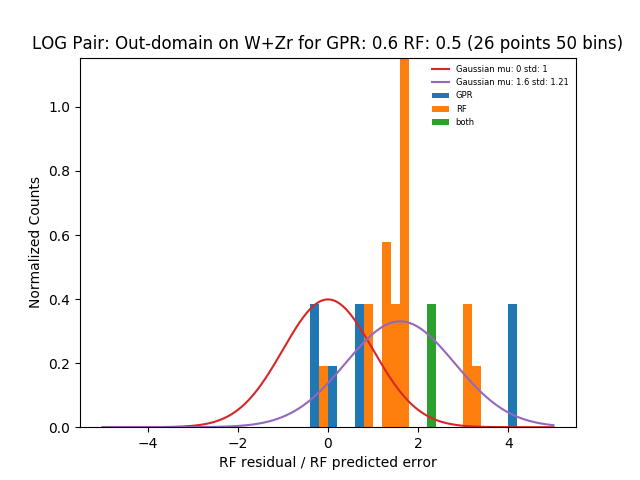 LOG Pair: Out-domain on W+Zr for GPR: 0.6 RF: 0.5 (26 points 50 bins)
Gaussian mu: 0 std: 1
Gaussian mu: 1.6 std: 1.21
GPR
RF
both
Normalized Counts
1.0
0.8
0.6
0.4
0.2
0.0
−4 −2 0 2 4
RF residual / RF predicted error